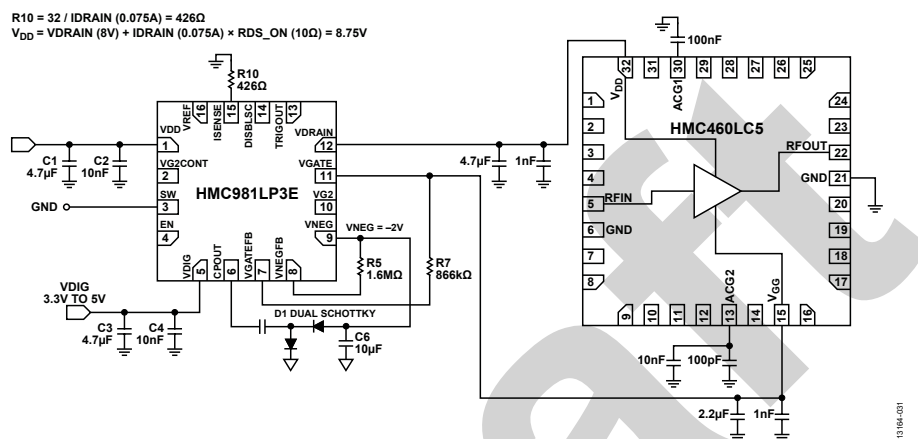 R10 = 32 / IDRAIN (0.075A) = 426Ω
VDD = VDRAIN (8V) + IDRAIN (0.075A) × RDS_ON (10Ω) = 8.75V
100nF
R10
426Ω
32
31
30
29
28
27
26
25
VDD
ACG1
16
15
14
13
VREF
ISENSE
DISBLSC
TRIGOUT
1
24
HMC460LC5
2
23
VDD
VDRAIN
1
12
C1
4.7µF
C2
10nF
4.7µF
1nF
3
RFOUT
22
VG2CONT
VGATE
2
11
4
GND
21
HMC981LP3E
SW
VG2
GND
3
10
5
RFIN
20
EN
VNEG
VNEG = –2V
4
9
6
GND
19
VDIG
CPOUT
VGATEFB
VNEGFB
5
6
7
8
R5
1.6MΩ
R7
866kΩ
7
18
8
17
VDIG
3.3V TO 5V
ACG2
VGG
9
10
11
12
13
14
15
16
D1 DUAL SCHOTTKY
C3
4.7µF
C4
10nF
C6
10µF
10nF
100pF
2.2µF
1nF
13164-031
draft